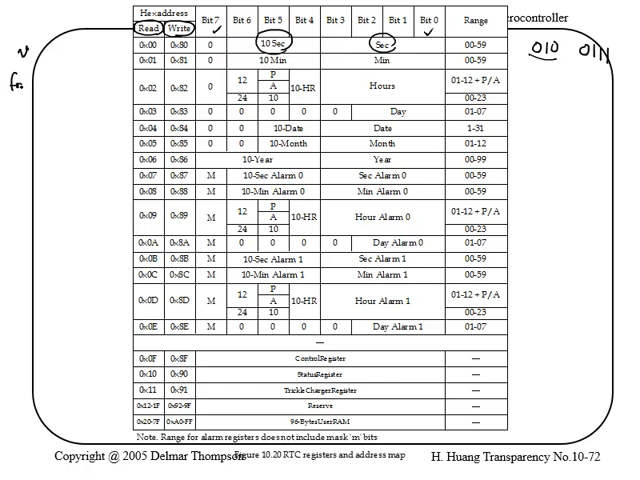 Hexaddress
Bit 7 Bit 6 Bit 5 Bit 4 Bit 3 Bit 2 Bit 1 Bit 0 Range
rocontroller
Read Write
0x00 0x80 0 10 Sec Sec 00-59
010 011
0x01 0x81 0 10 Min Min 00-59
0x02 0x82 0 12 P 10-HR Hours 01-12 + P/A
A
24 10 00-23
0x03 0x83 0 0 0 0 0 Day 01-07
0x04 0x84 0 0 10-Date Date 1-31
0x05 0x85 0 0 10-Month Month 01-12
0x06 0x86 10-Year Year 00-99
0x07 0x87 M 10-Sec Alarm 0 Sec Alarm 0 00-59
0x08 0x88 M 10-Min Alarm 0 Min Alarm 0 00-59
0x09 0x89 M 12 P 10-HR Hour Alarm 0 01-12 + P/A
A
24 10 00-23
0x0A 0x8A M 0 0 0 0 Day Alarm 0 01-07
0x0B 0x8B M 10-Sec Alarm 1 Sec Alarm 1 00-59
0x0C 0x8C M 10-Min Alarm 1 Min Alarm 1 00-59
0x0D 0x8D M 12 P 10-HR Hour Alarm 1 01-12 + P/A
A
24 10 00-23
0x0E 0x8E M 0 0 0 0 Day Alarm 1 01-07
—
0x0F 0x8F ControlRegister —
0x10 0x90 StatusRegister —
0x11 0x91 TrickleChargerRegister —
0x12-1F 0x92-9F Reserve —
0x20-7F 0xA0-FF 96-BytesUserRAM —
Note. Range for alarm registers does not include mask 'm' bits
Copyright @ 2005 Delmar Thompson Figure 10.20 RTC registers and address map H. Huang Transparency No.10-72